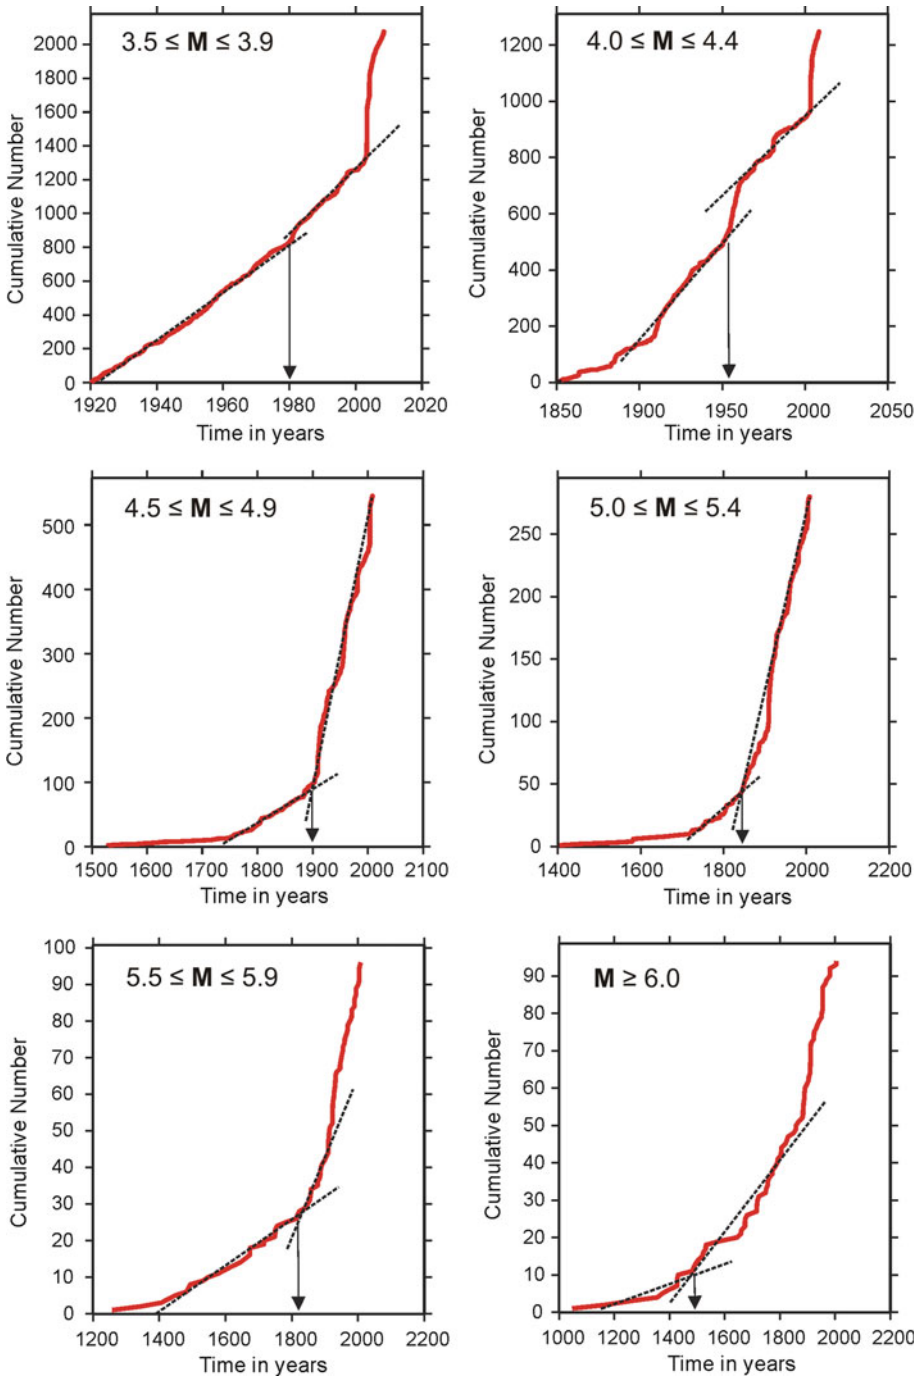 3.5 ≤ M ≤ 3.9
Cumulative Number
2000
1800
1600
1400
1200
1000
800
600
400
200
0
1920 1940 1960 1980 2000 2020
Time in years
4.0 ≤ M ≤ 4.4
Cumulative Number
1200
1000
800
600
400
200
0
1850 1900 1950 2000 2050
Time in years
4.5 ≤ M ≤ 4.9
Cumulative Number
500
400
300
200
100
0
1500 1600 1700 1800 1900 2000 2100
Time in years
5.0 ≤ M ≤ 5.4
Cumulative Number
250
200
150
100
50
0
1400 1600 1800 2000 2200
Time in years
5.5 ≤ M ≤ 5.9
Cumulative Number
100
90
80
70
60
50
40
30
20
10
0
1200 1400 1600 1800 2000 2200
Time in years
M ≥ 6.0
Cumulative Number
90
80
70
60
50
40
30
20
10
0
1000 1200 1400 1600 1800 2000 2200
Time in years